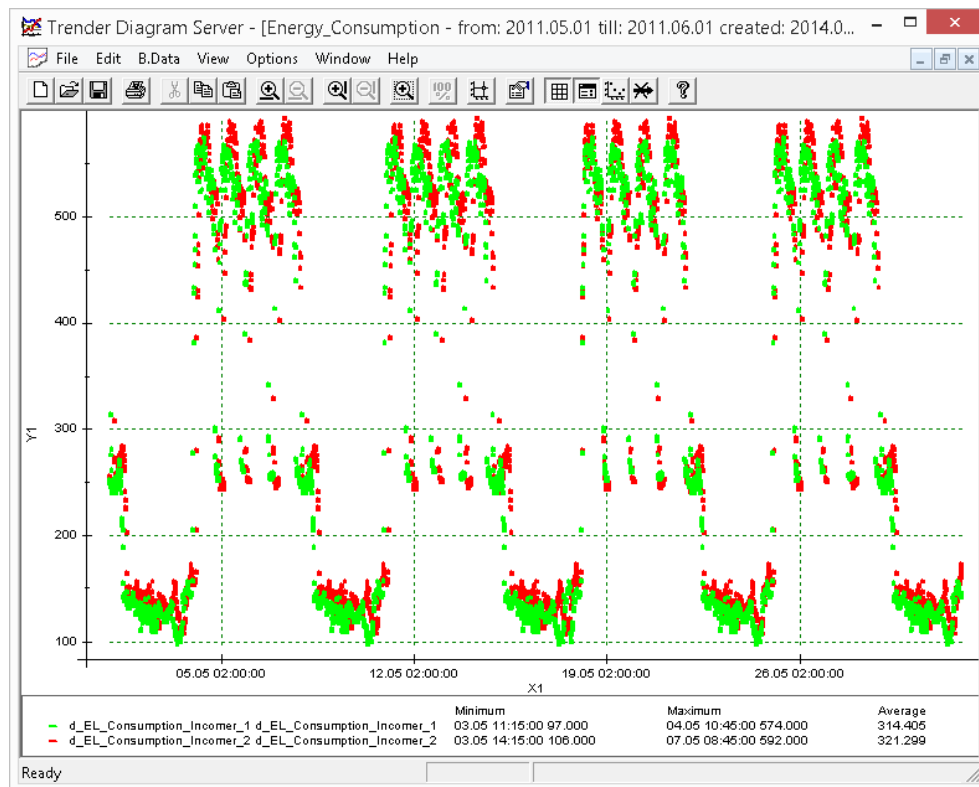 Trender Diagram Server - [Energy_Consumption - from: 2011.05.01 till: 2011.06.01 created: 2014.0...
File Edit B.Data View Options Window Help
500
400
300
200
100
Y1
05.05 02:00:00 12.05 02:00:00 19.05 02:00:00 26.05 02:00:00
X1
Minimum Maximum Average
d_EL_Consumption_Incomer_1 d_EL_Consumption_Incomer_1 03.05 11:15:00 97.000 04.05 10:45:00 574.000 314.405
d_EL_Consumption_Incomer_2 d_EL_Consumption_Incomer_2 03.05 14:15:00 106.000 07.05 08:45:00 592.000 321.299
Ready